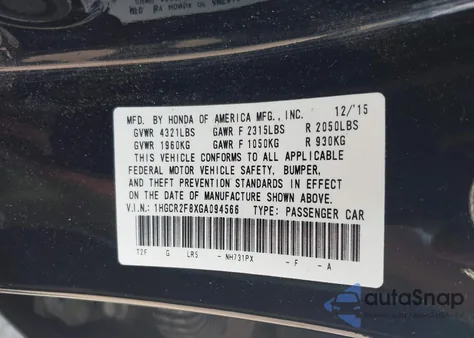 MFD. BY HONDA OF AMERICA MFG., INC. 12/'15
GVWR 4321LBS GAWR F 2315LBS R 2050LBS
GVWR 1960KG GAWR F 1050KG R 930KG
THIS VEHICLE CONFORMS TO ALL APPLICABLE
FEDERAL MOTOR VEHICLE SAFETY, BUMPER,
AND THEFT PREVENTION STANDARDS IN EFFECT
ON THE DATE OF MANUFACTURE SHOWN ABOVE.
V.I.N.: 1HGCR2F8XGA094566 TYPE: PASSENGER CAR
T2F G LR5 - NH731PX - F - A
autoSnap